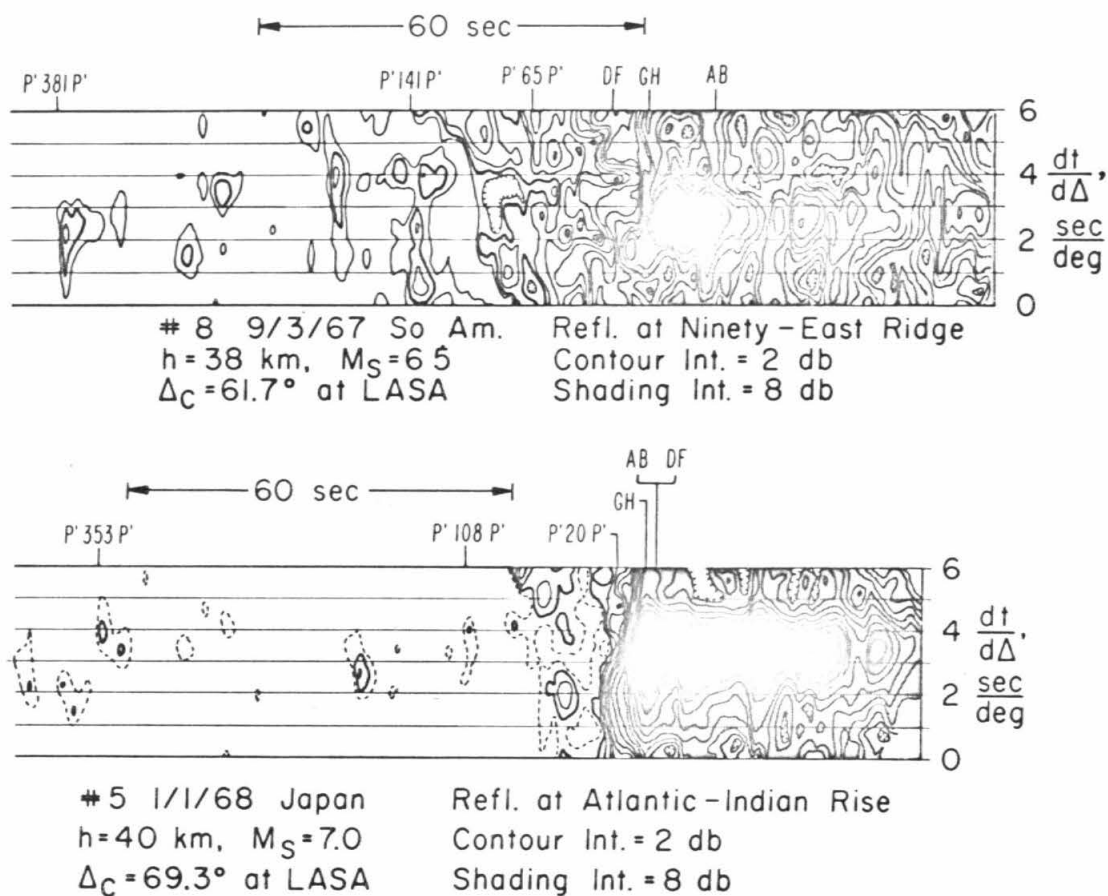 60 sec
P'381P' P'141P' P'65P' DF GH AB
6
4
2
0
dt
dΔ,
sec
deg
# 8 9/3/67 So Am. Refl. at Ninety-East Ridge
h=38 km, MS=65 Contour Int. = 2 db
ΔC=61.7° at LASA Shading Int. = 8 db
AB DF
60 sec
GH
P'353P' P'108P' P'20P'
6
4
2
0
dt
dΔ,
sec
deg
#5 1/1/68 Japan Refl. at Atlantic-Indian Rise
h=40 km, MS=7.0 Contour Int. = 2 db
ΔC=69.3° at LASA Shading Int. = 8 db